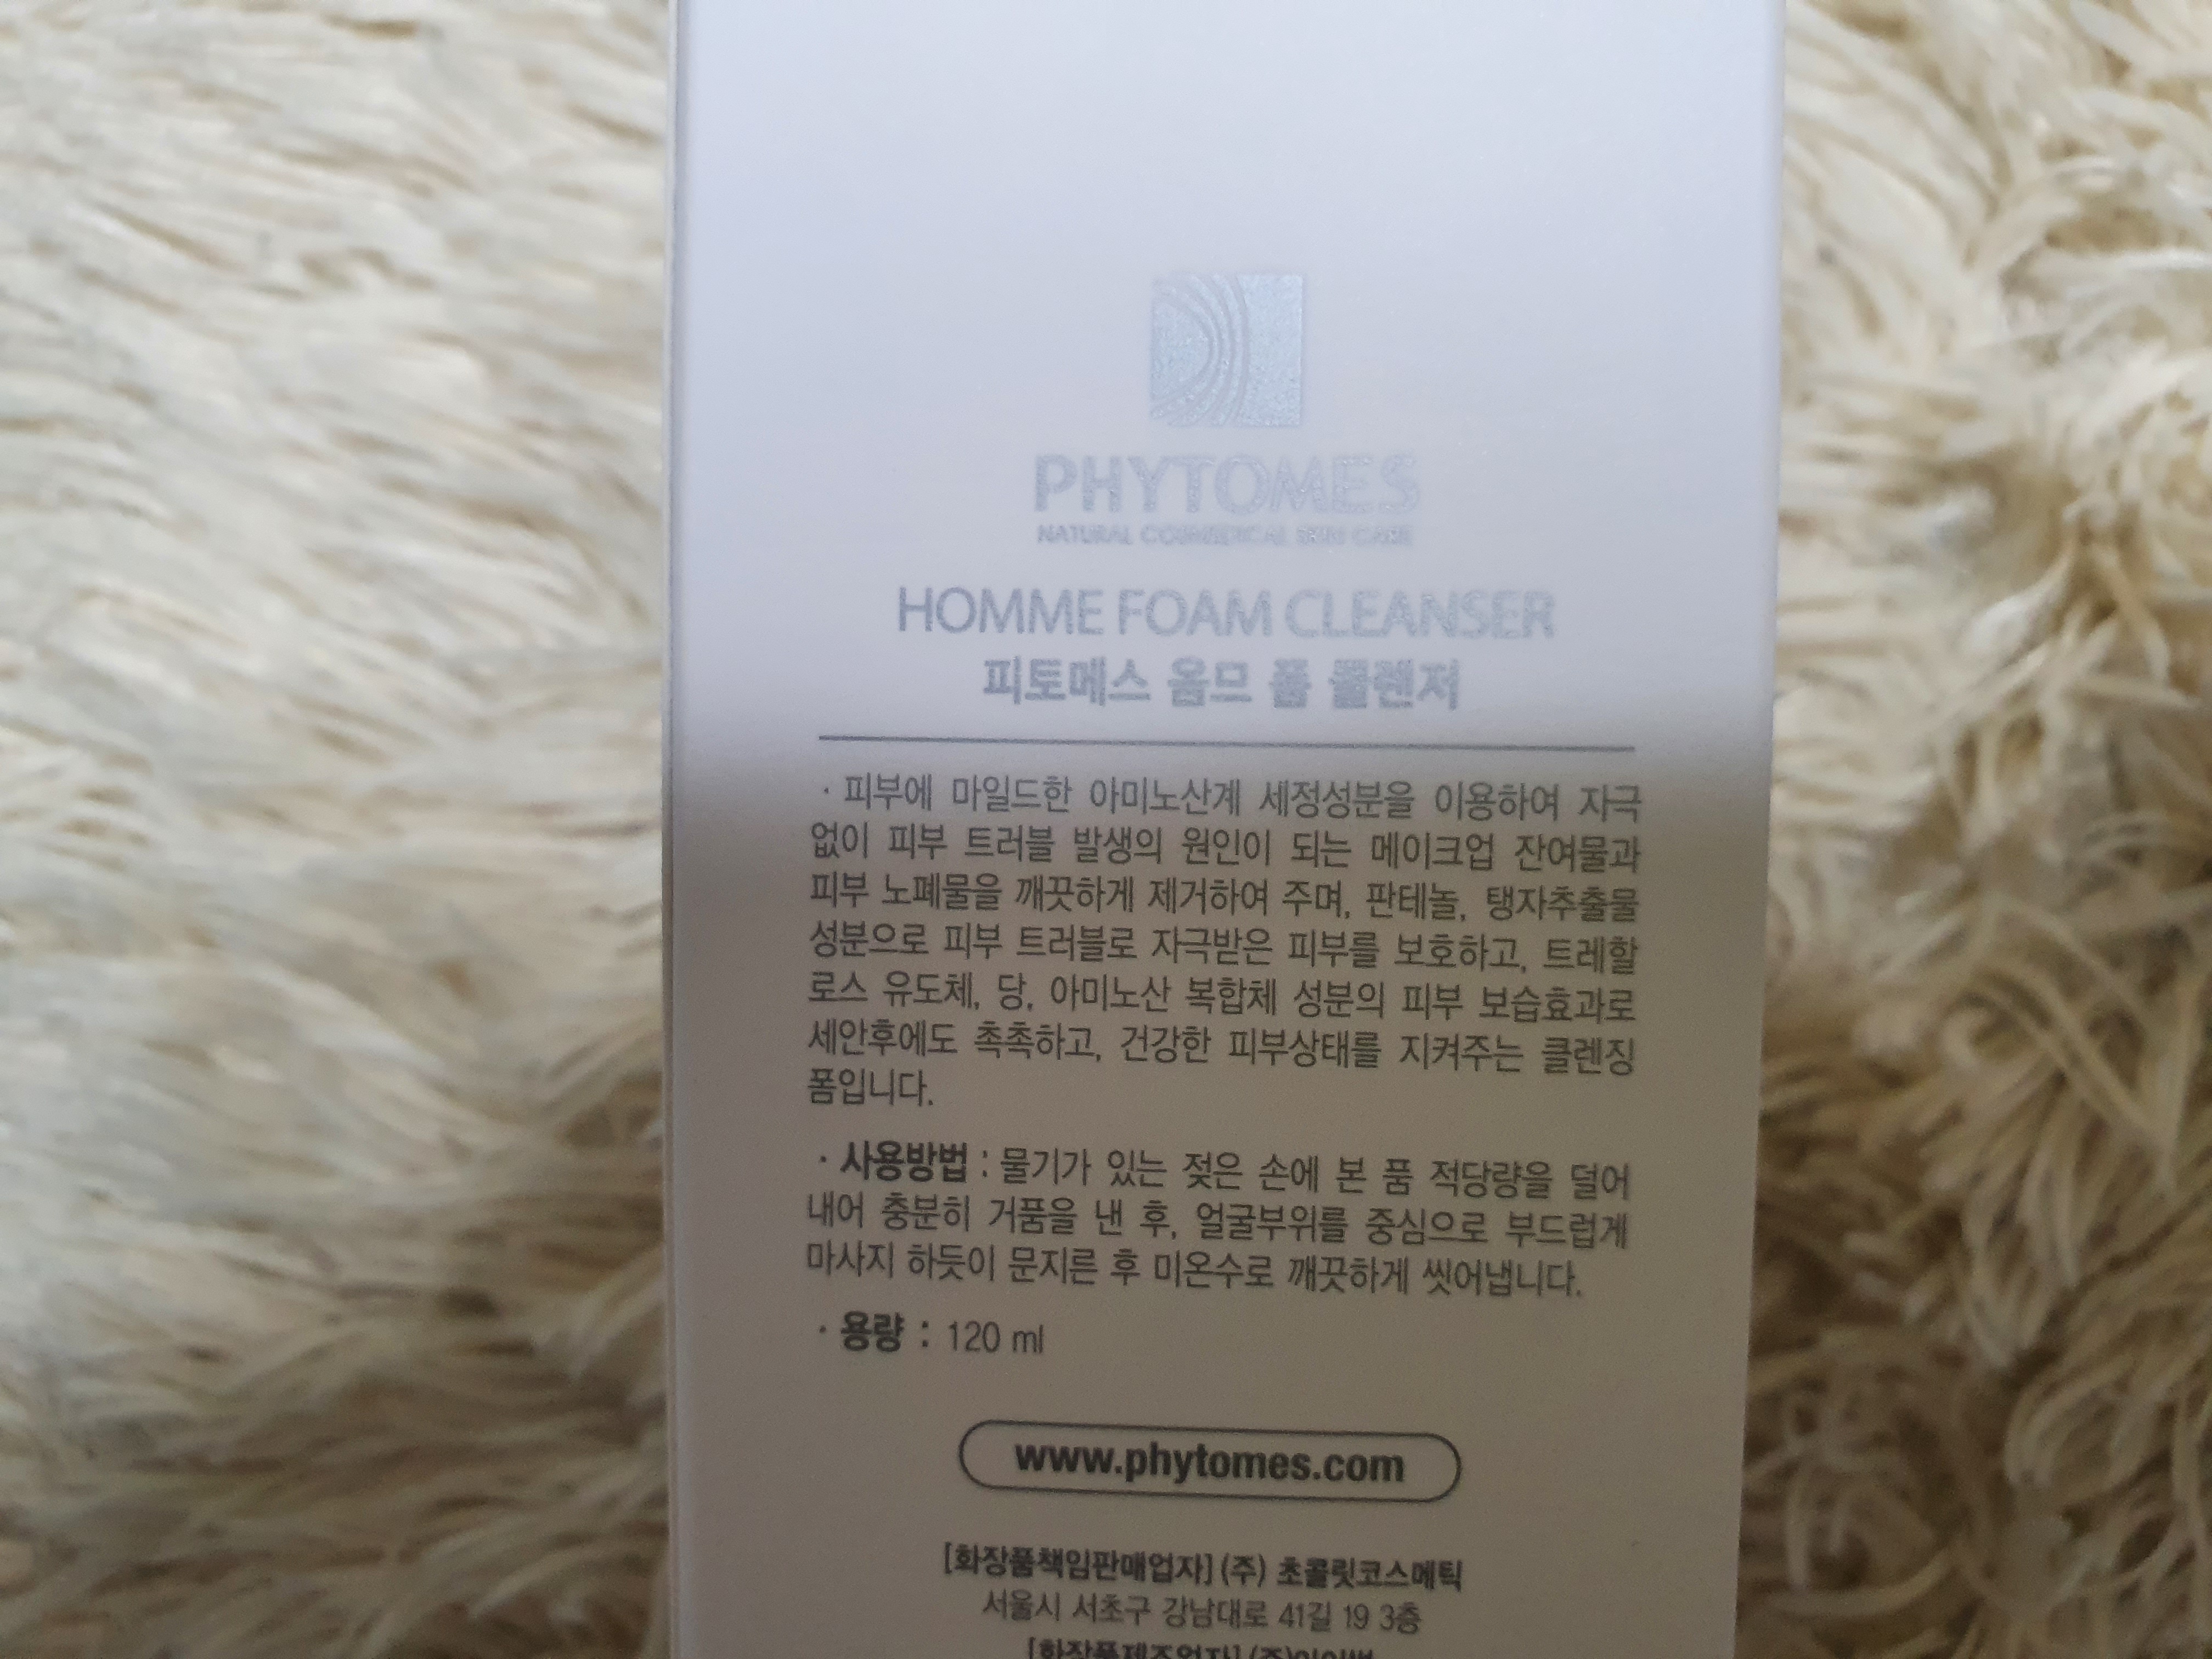 PHYTOMES
NATURAL COSMEDICAL SKIN CARE
HOMME FOAM CLEANSER
피토메스 옴므 폼 클렌저
· 피부에 마일드한 아미노산계 세정성분을 이용하여 자극
없이 피부 트러블 발생의 원인이 되는 메이크업 잔여물과
피부 노폐물을 깨끗하게 제거하여 주며, 판테놀, 탱자추출물
성분으로 피부 트러블로 자극받은 피부를 보호하고, 트레할
로스 유도체, 당, 아미노산 복합체 성분의 피부 보습효과로
세안후에도 촉촉하고, 건강한 피부상태를 지켜주는 클렌징
폼입니다.
· 사용방법 : 물기가 있는 젖은 손에 본 품 적당량을 덜어
내어 충분히 거품을 낸 후, 얼굴부위를 중심으로 부드럽게
마사지 하듯이 문지른 후 미온수로 깨끗하게 씻어냅니다.
· 용량 : 120 ml
www.phytomes.com
[화장품책임판매업자] (주) 초콜릿코스메틱
서울시 서초구 강남대로 41길 19 3층
[화장품제조업자]